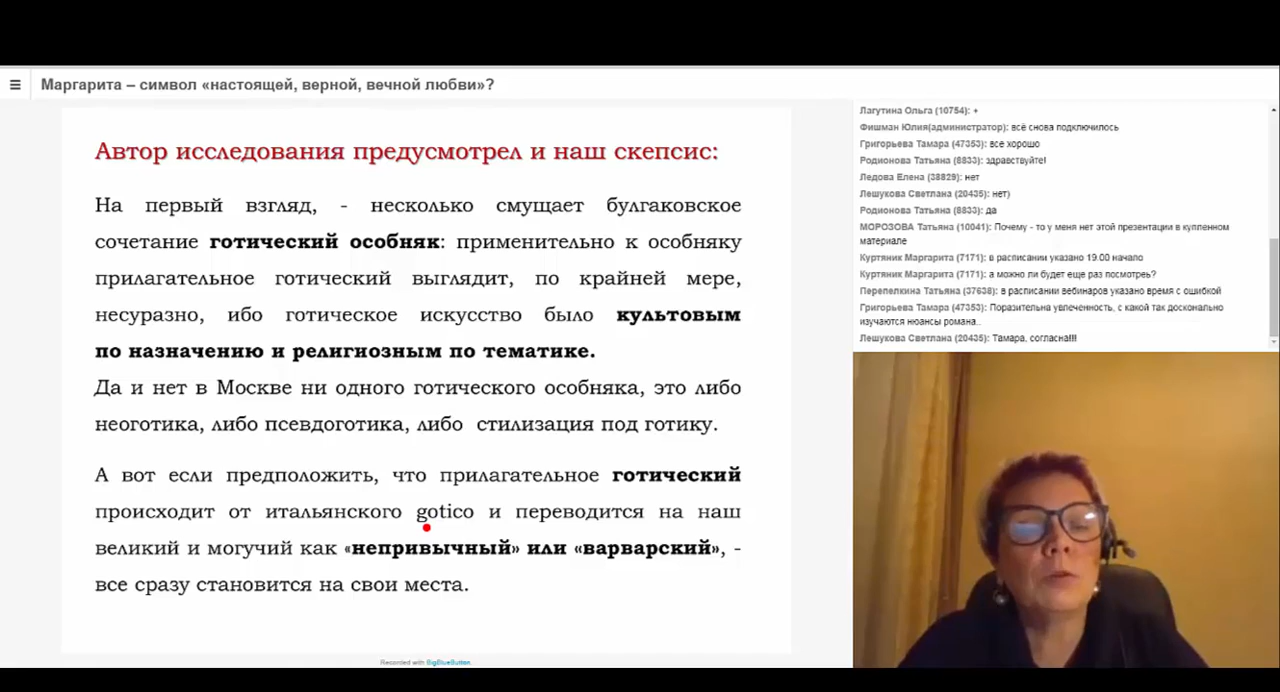 Маргарита – символ «настоящей, верной, вечной любви»?
Автор исследования предусмотрел и наш скепсис:
На первый взгляд, - несколько смущает булгаковское
сочетание готический особняк: применительно к особняку
прилагательное готический выглядит, по крайней мере,
несуразно, ибо готическое искусство было культовым
по назначению и религиозным по тематике.
Да и нет в Москве ни одного готического особняка, это либо
неоготика, либо псевдоготика, либо стилизация под готику.
А вот если предположить, что прилагательное готический
происходит от итальянского gotico и переводится на наш
великий и могучий как «непривычный» или «варварский», -
все сразу становится на свои места.
Recorded with BigBlueButton.
Лагутина Ольга (10754): +
Фишман Юлия(администратор): всё снова подключилось
Григорьева Тамара (47353): все хорошо
Родионова Татьяна (8833): здравствуйте!
Ледова Елена (38829): нет
Лешукова Светлана (20435): нет)
Родионова Татьяна (8833): да
МОРОЗОВА Татьяна (10041): Почему - то у меня нет этой презентации в купленном
материале
Куртяник Маргарита (7171): в расписании указано 19.00 начало
Куртяник Маргарита (7171): а можно ли будет еще раз посмотреь?
Перепелкина Татьяна (37638): в расписании вебинаров указано время с ошибкой
Григорьева Тамара (47353): Поразительна увлеченность, с какой так досконально
изучаются нюансы романа..
Лешукова Светлана (20435): Тамара, согласна!!!